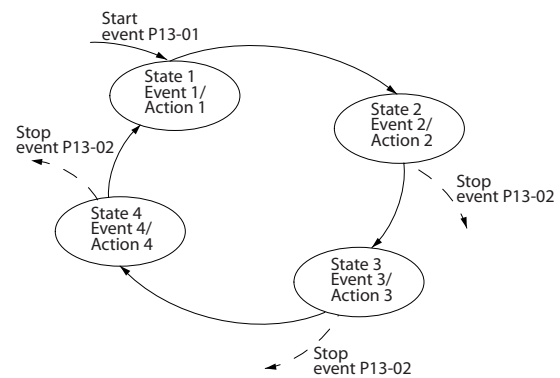 Start
event P13-01
State 1
Event 1/
Action 1
State 2
Event 2/
Action 2
Stop
event P13-02
Stop
event P13-02
State 4
Event 4/
Action 4
State 3
Event 3/
Action 3
Stop
event P13-02